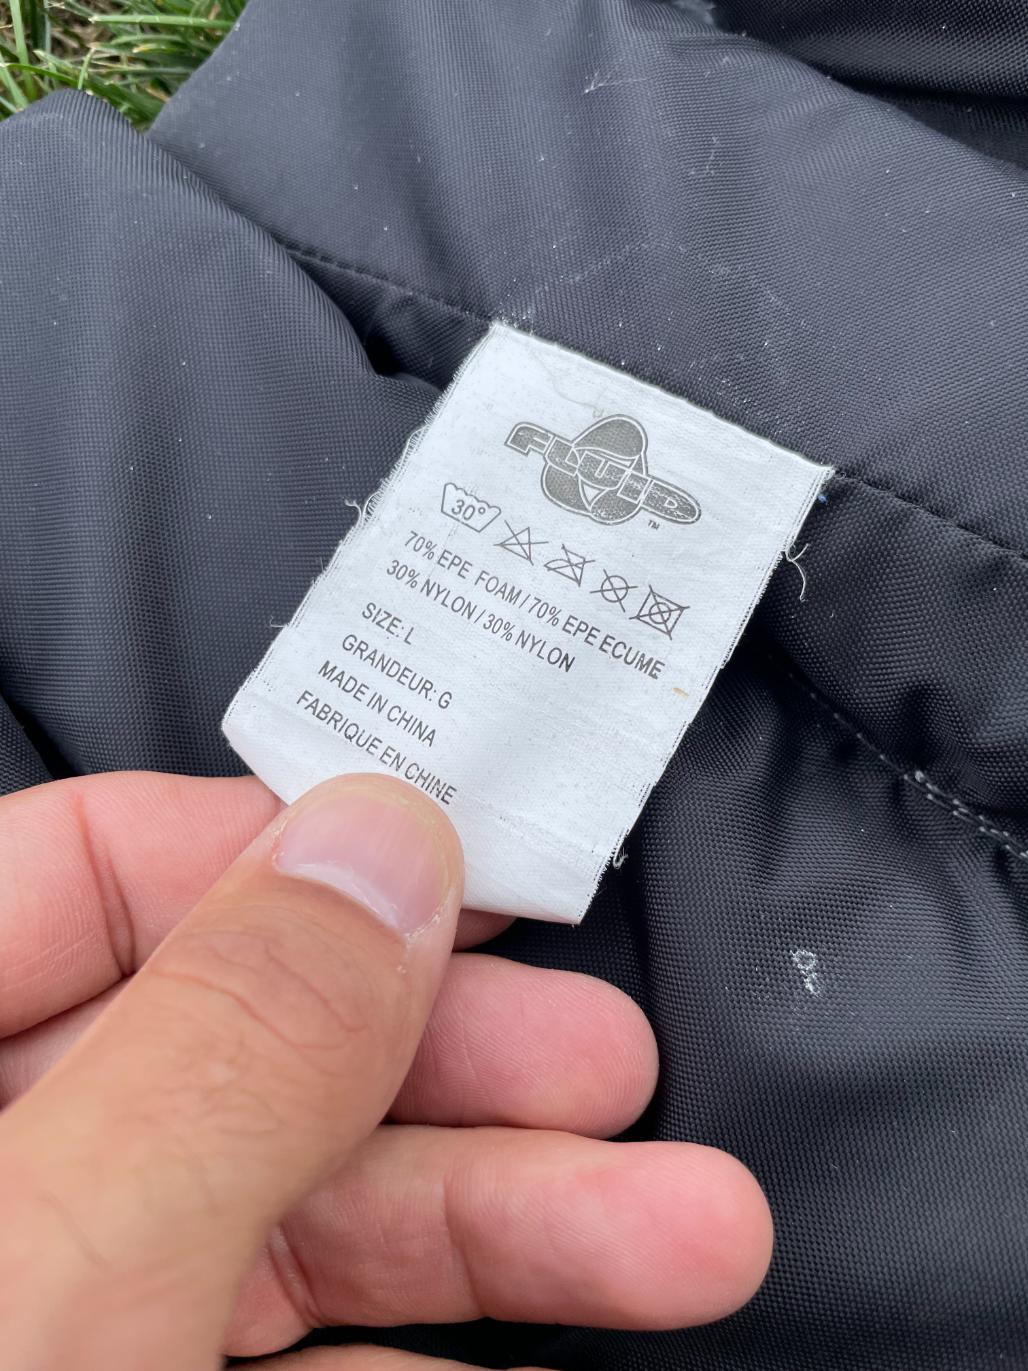 FLUID
™
30°
70% EPE FOAM / 70% EPE ECUME
30% NYLON / 30% NYLON
SIZE: L
GRANDEUR: G
MADE IN CHINA
FABRIQUE EN CHINE